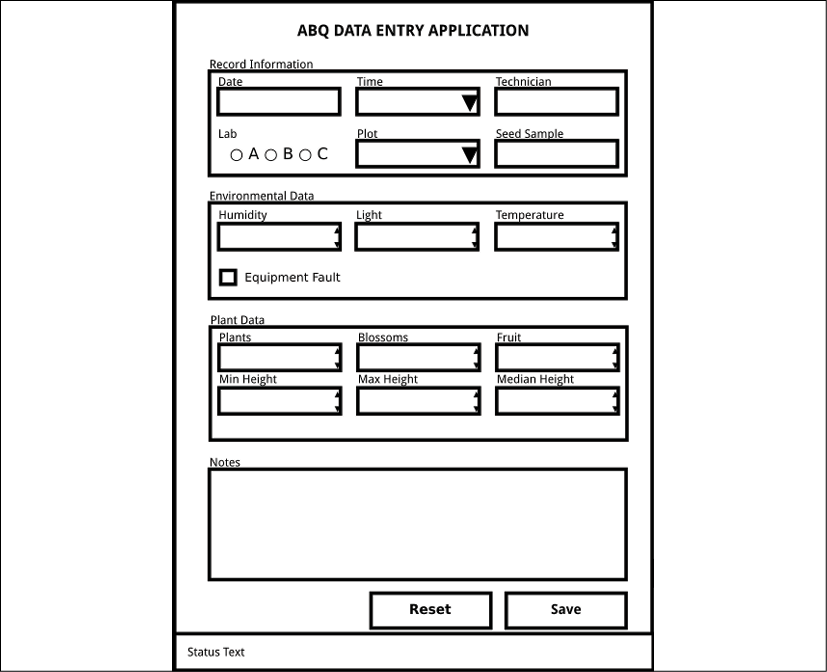 ABQ DATA ENTRY APPLICATION
Record Information
Date Time Technician
Lab Plot Seed Sample
A B C
Environmental Data
Humidity Light Temperature
Equipment Fault
Plant Data
Plants Blossoms Fruit
Min Height Max Height Median Height
Notes
Reset Save
Status Text